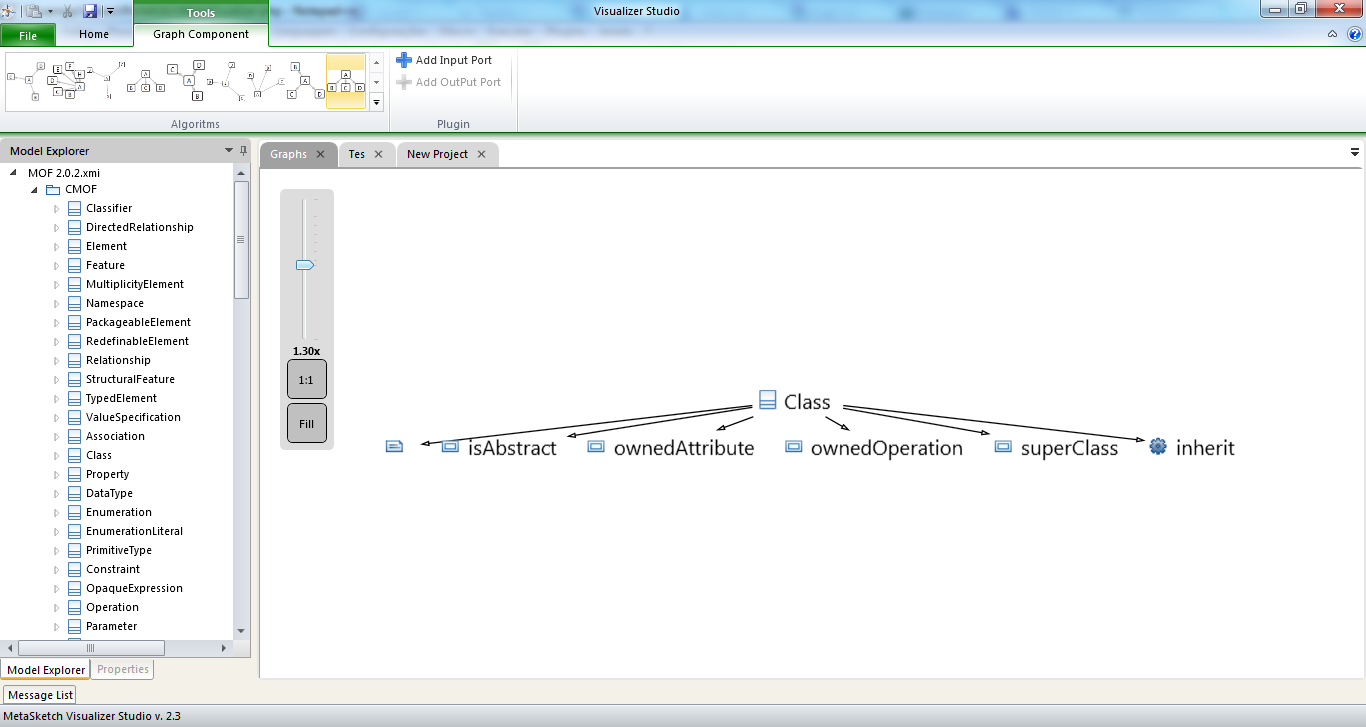 Tools
Visualizer Studio
File
Home
Graph Component
Add Input Port
Add OutPut Port
Algoritms
Plugin
Model Explorer
Graphs
Tes
New Project
MOF 2.0.2.xmi
CMOF
Classifier
DirectedRelationship
Element
Feature
MultiplicityElement
Namespace
PackageableElement
RedefinableElement
Relationship
StructuralFeature
TypedElement
ValueSpecification
Association
Class
Property
DataType
Enumeration
EnumerationLiteral
PrimitiveType
Constraint
OpaqueExpression
Operation
Parameter
1.30x
1:1
Fill
Class
isAbstract
ownedAttribute
ownedOperation
superClass
inherit
Model Explorer
Properties
Message List
MetaSketch Visualizer Studio v. 2.3